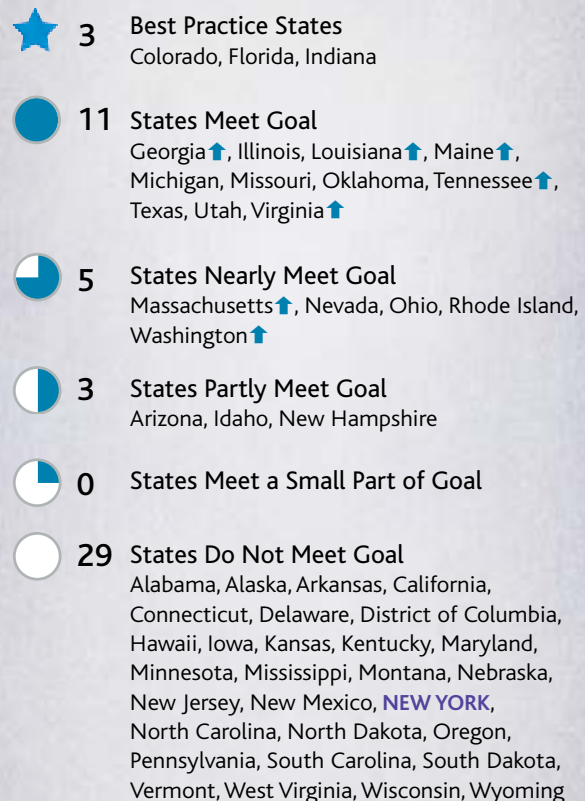 3 Best Practice States
Colorado, Florida, Indiana
11 States Meet Goal
Georgia⬆, Illinois, Louisiana⬆, Maine⬆,
Michigan, Missouri, Oklahoma, Tennessee⬆,
Texas, Utah, Virginia⬆
5 States Nearly Meet Goal
Massachusetts⬆, Nevada, Ohio, Rhode Island,
Washington⬆
3 States Partly Meet Goal
Arizona, Idaho, New Hampshire
0 States Meet a Small Part of Goal
29 States Do Not Meet Goal
Alabama, Alaska, Arkansas, California,
Connecticut, Delaware, District of Columbia,
Hawaii, Iowa, Kansas, Kentucky, Maryland,
Minnesota, Mississippi, Montana, Nebraska,
New Jersey, New Mexico, NEW YORK,
North Carolina, North Dakota, Oregon,
Pennsylvania, South Carolina, South Dakota,
Vermont, West Virginia, Wisconsin, Wyoming